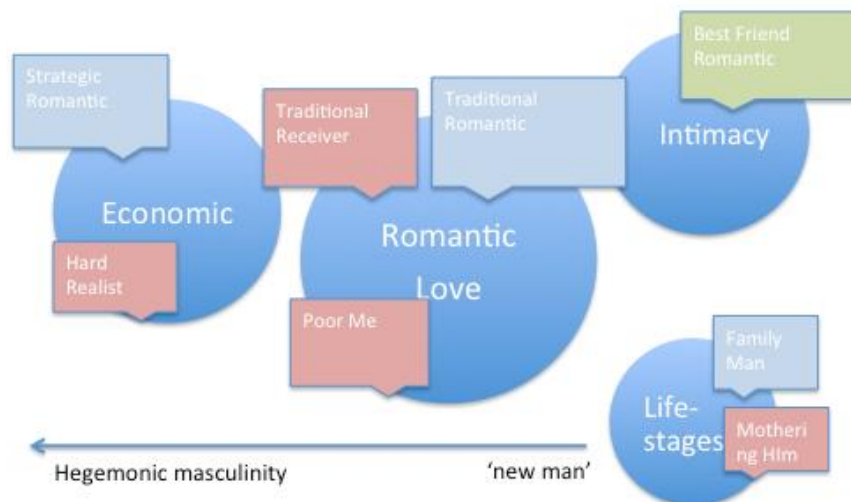 Best Friend
Romantic
Strategic
Romantic
Traditional
Receiver
Traditional
Romantic
Intimacy
Economic
Romantic
Love
Hard
Realist
Poor Me
Family
Man
Life-
stages
Motheri
ng HIm
Hegemonic masculinity
‘new man’